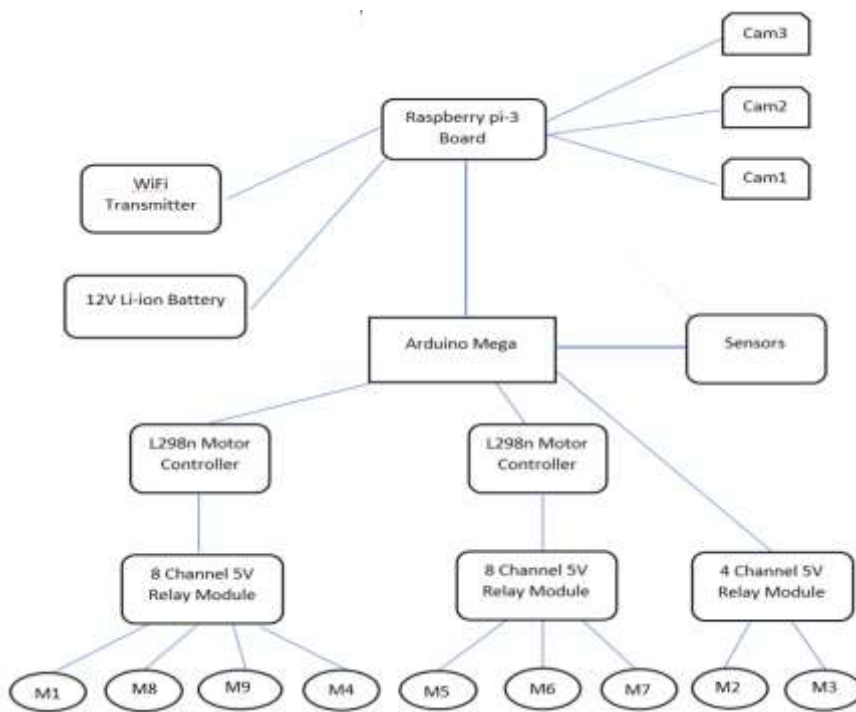 Cam3
Raspberry pi-3
Board
Cam2
WiFi
Transmitter
Cam1
12V Li-ion Battery
Arduino Mega
Sensors
L298n Motor
Controller
L298n Motor
Controller
8 Channel 5V
Relay Module
8 Channel 5V
Relay Module
4 Channel 5V
Relay Module
M1
M8
M9
M4
M5
M6
M7
M2
M3